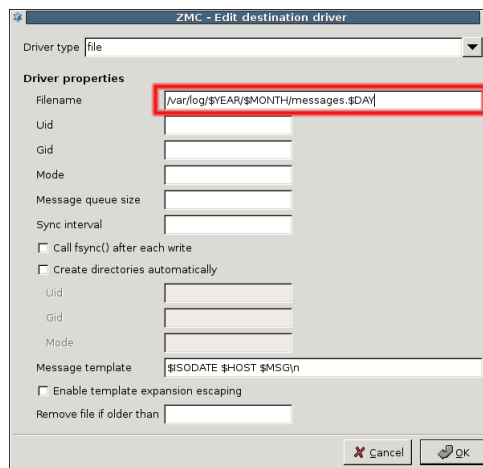 ZMC - Edit destination driver
Driver type file
Driver properties
Filename /var/log/$YEAR/$MONTH/messages.$DAY
Uid
Gid
Mode
Message queue size
Sync interval
Call fsync() after each write
Create directories automatically
Uid
Gid
Mode
Message template $ISODATE $HOST $MSG\n
Enable template expansion escaping
Remove file if older than
Cancel OK